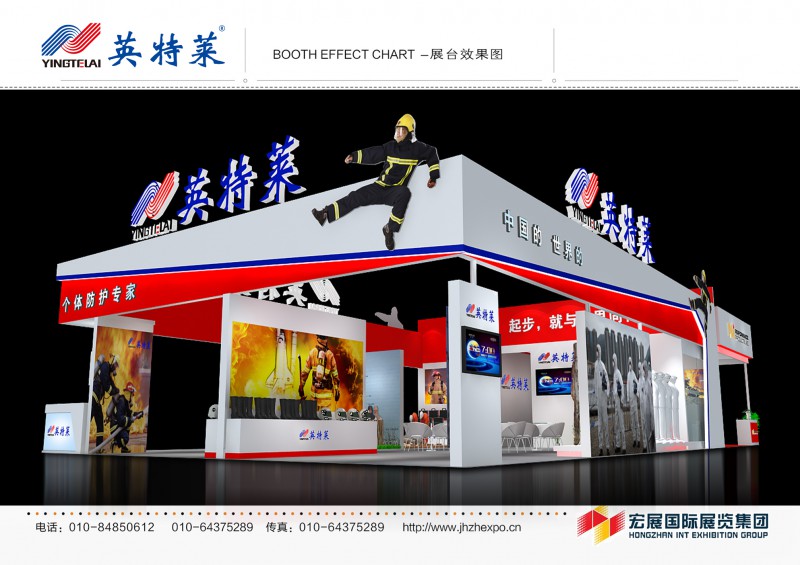 YINGTELAI 英特莱®
BOOTH EFFECT CHART –展台效果图
YINGTELAI 英特莱
英特莱
中国的 世界的
个体防护专家
英特莱
起步，就与
英特莱
英特莱
英特莱
英特莱
英特莱
电话：010-84850612 010-64375289 传真：010-64375289 http://www.jhzhexpo.cn
宏展国际展览集团
HONGZHAN INT EXHIBITION GROUP